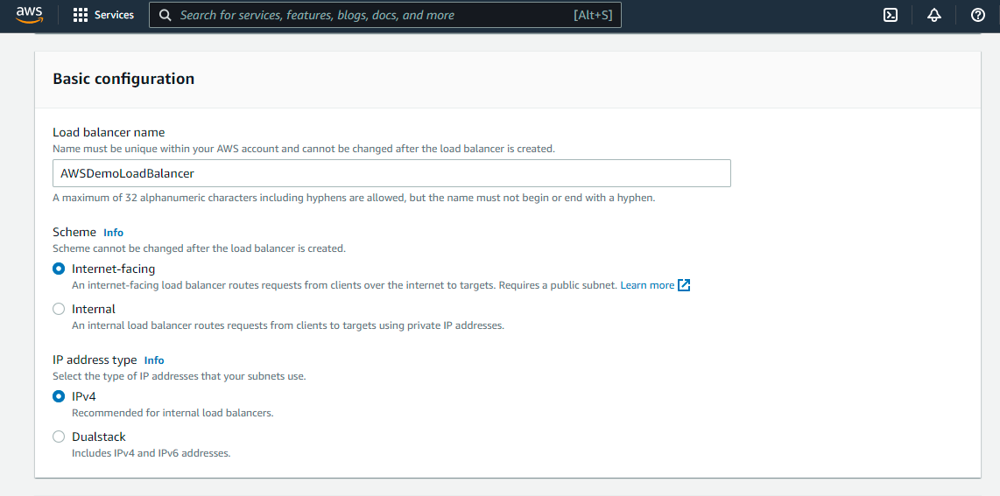 aws
Services
Search for services, features, blogs, docs, and more
[Alt+S]
Basic configuration
Load balancer name
Name must be unique within your AWS account and cannot be changed after the load balancer is created.
AWSDemoLoadBalancer
A maximum of 32 alphanumeric characters including hyphens are allowed, but the name must not begin or end with a hyphen.
Scheme Info
Scheme cannot be changed after the load balancer is created.
Internet-facing
An internet-facing load balancer routes requests from clients over the internet to targets. Requires a public subnet. Learn more
Internal
An internal load balancer routes requests from clients to targets using private IP addresses.
IP address type Info
Select the type of IP addresses that your subnets use.
IPv4
Recommended for internal load balancers.
Dualstack
Includes IPv4 and IPv6 addresses.